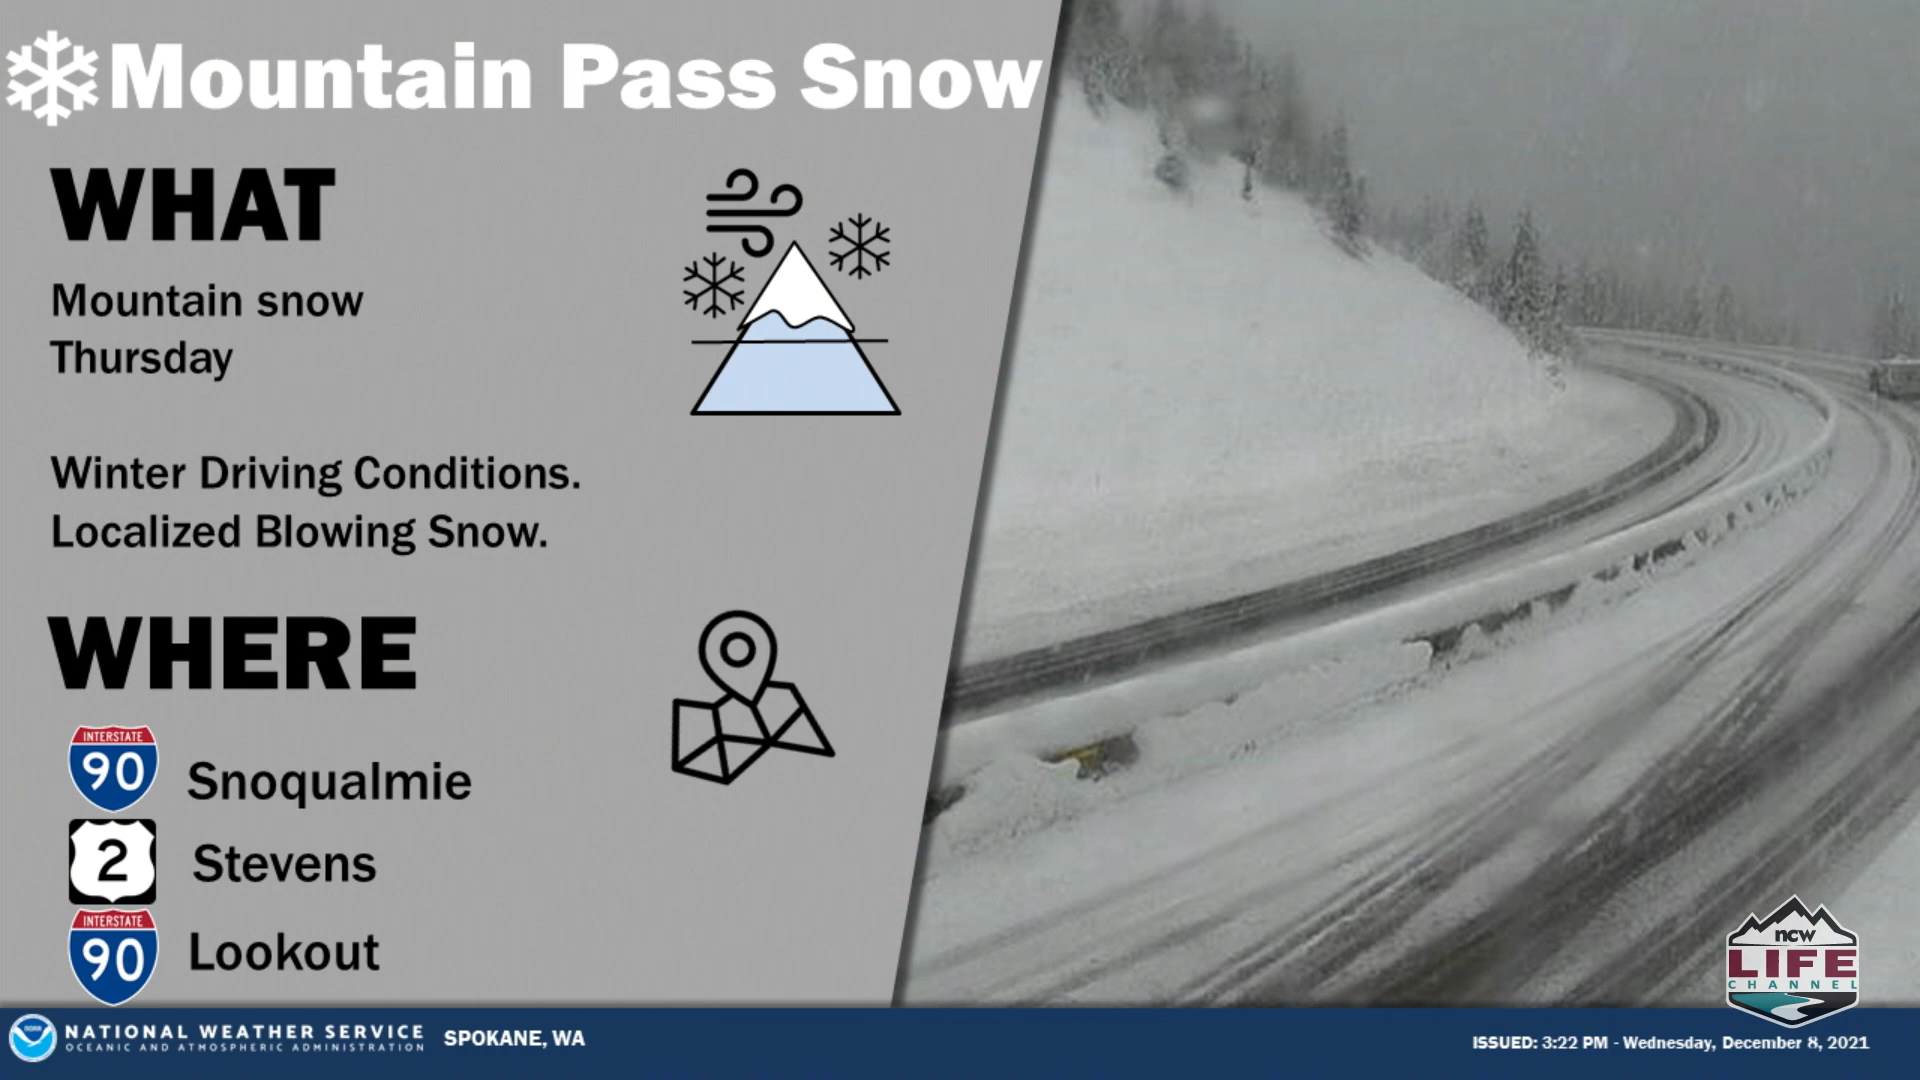 Mountain Pass Snow
WHAT
Mountain snow
Thursday
Winter Driving Conditions.
Localized Blowing Snow.
WHERE
INTERSTATE
90
Snoqualmie
2
Stevens
INTERSTATE
90
Lookout
ncw
LIFE
CHANNEL
NOAA
NATIONAL WEATHER SERVICE
OCEANIC AND ATMOSPHERIC ADMINISTRATION
SPOKANE, WA
ISSUED: 3:22 PM - Wednesday, December 8, 2021